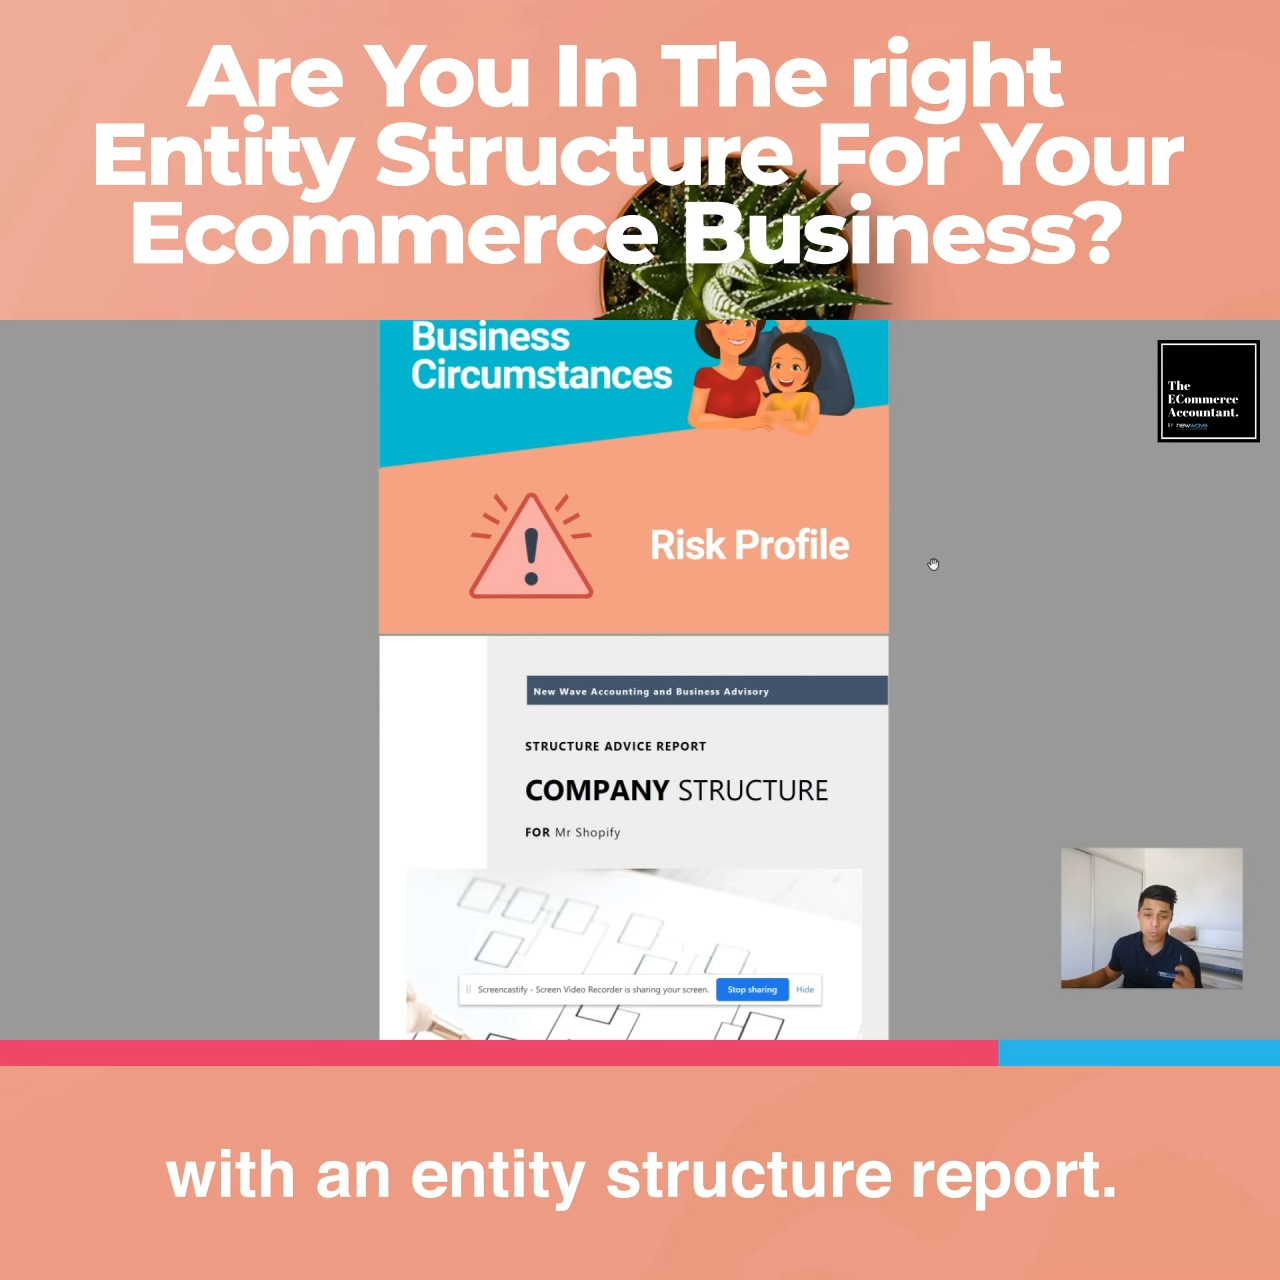 Are You In The right
Entity Structure For Your
Ecommerce Business?
Business
Circumstances
The
ECommerce
Accountant.
BY newwave
Risk Profile
New Wave Accounting and Business Advisory
STRUCTURE ADVICE REPORT
COMPANY STRUCTURE
FOR Mr Shopify
Screencastify - Screen Video Recorder is sharing your screen.
Stop sharing
Hide
with an entity structure report.